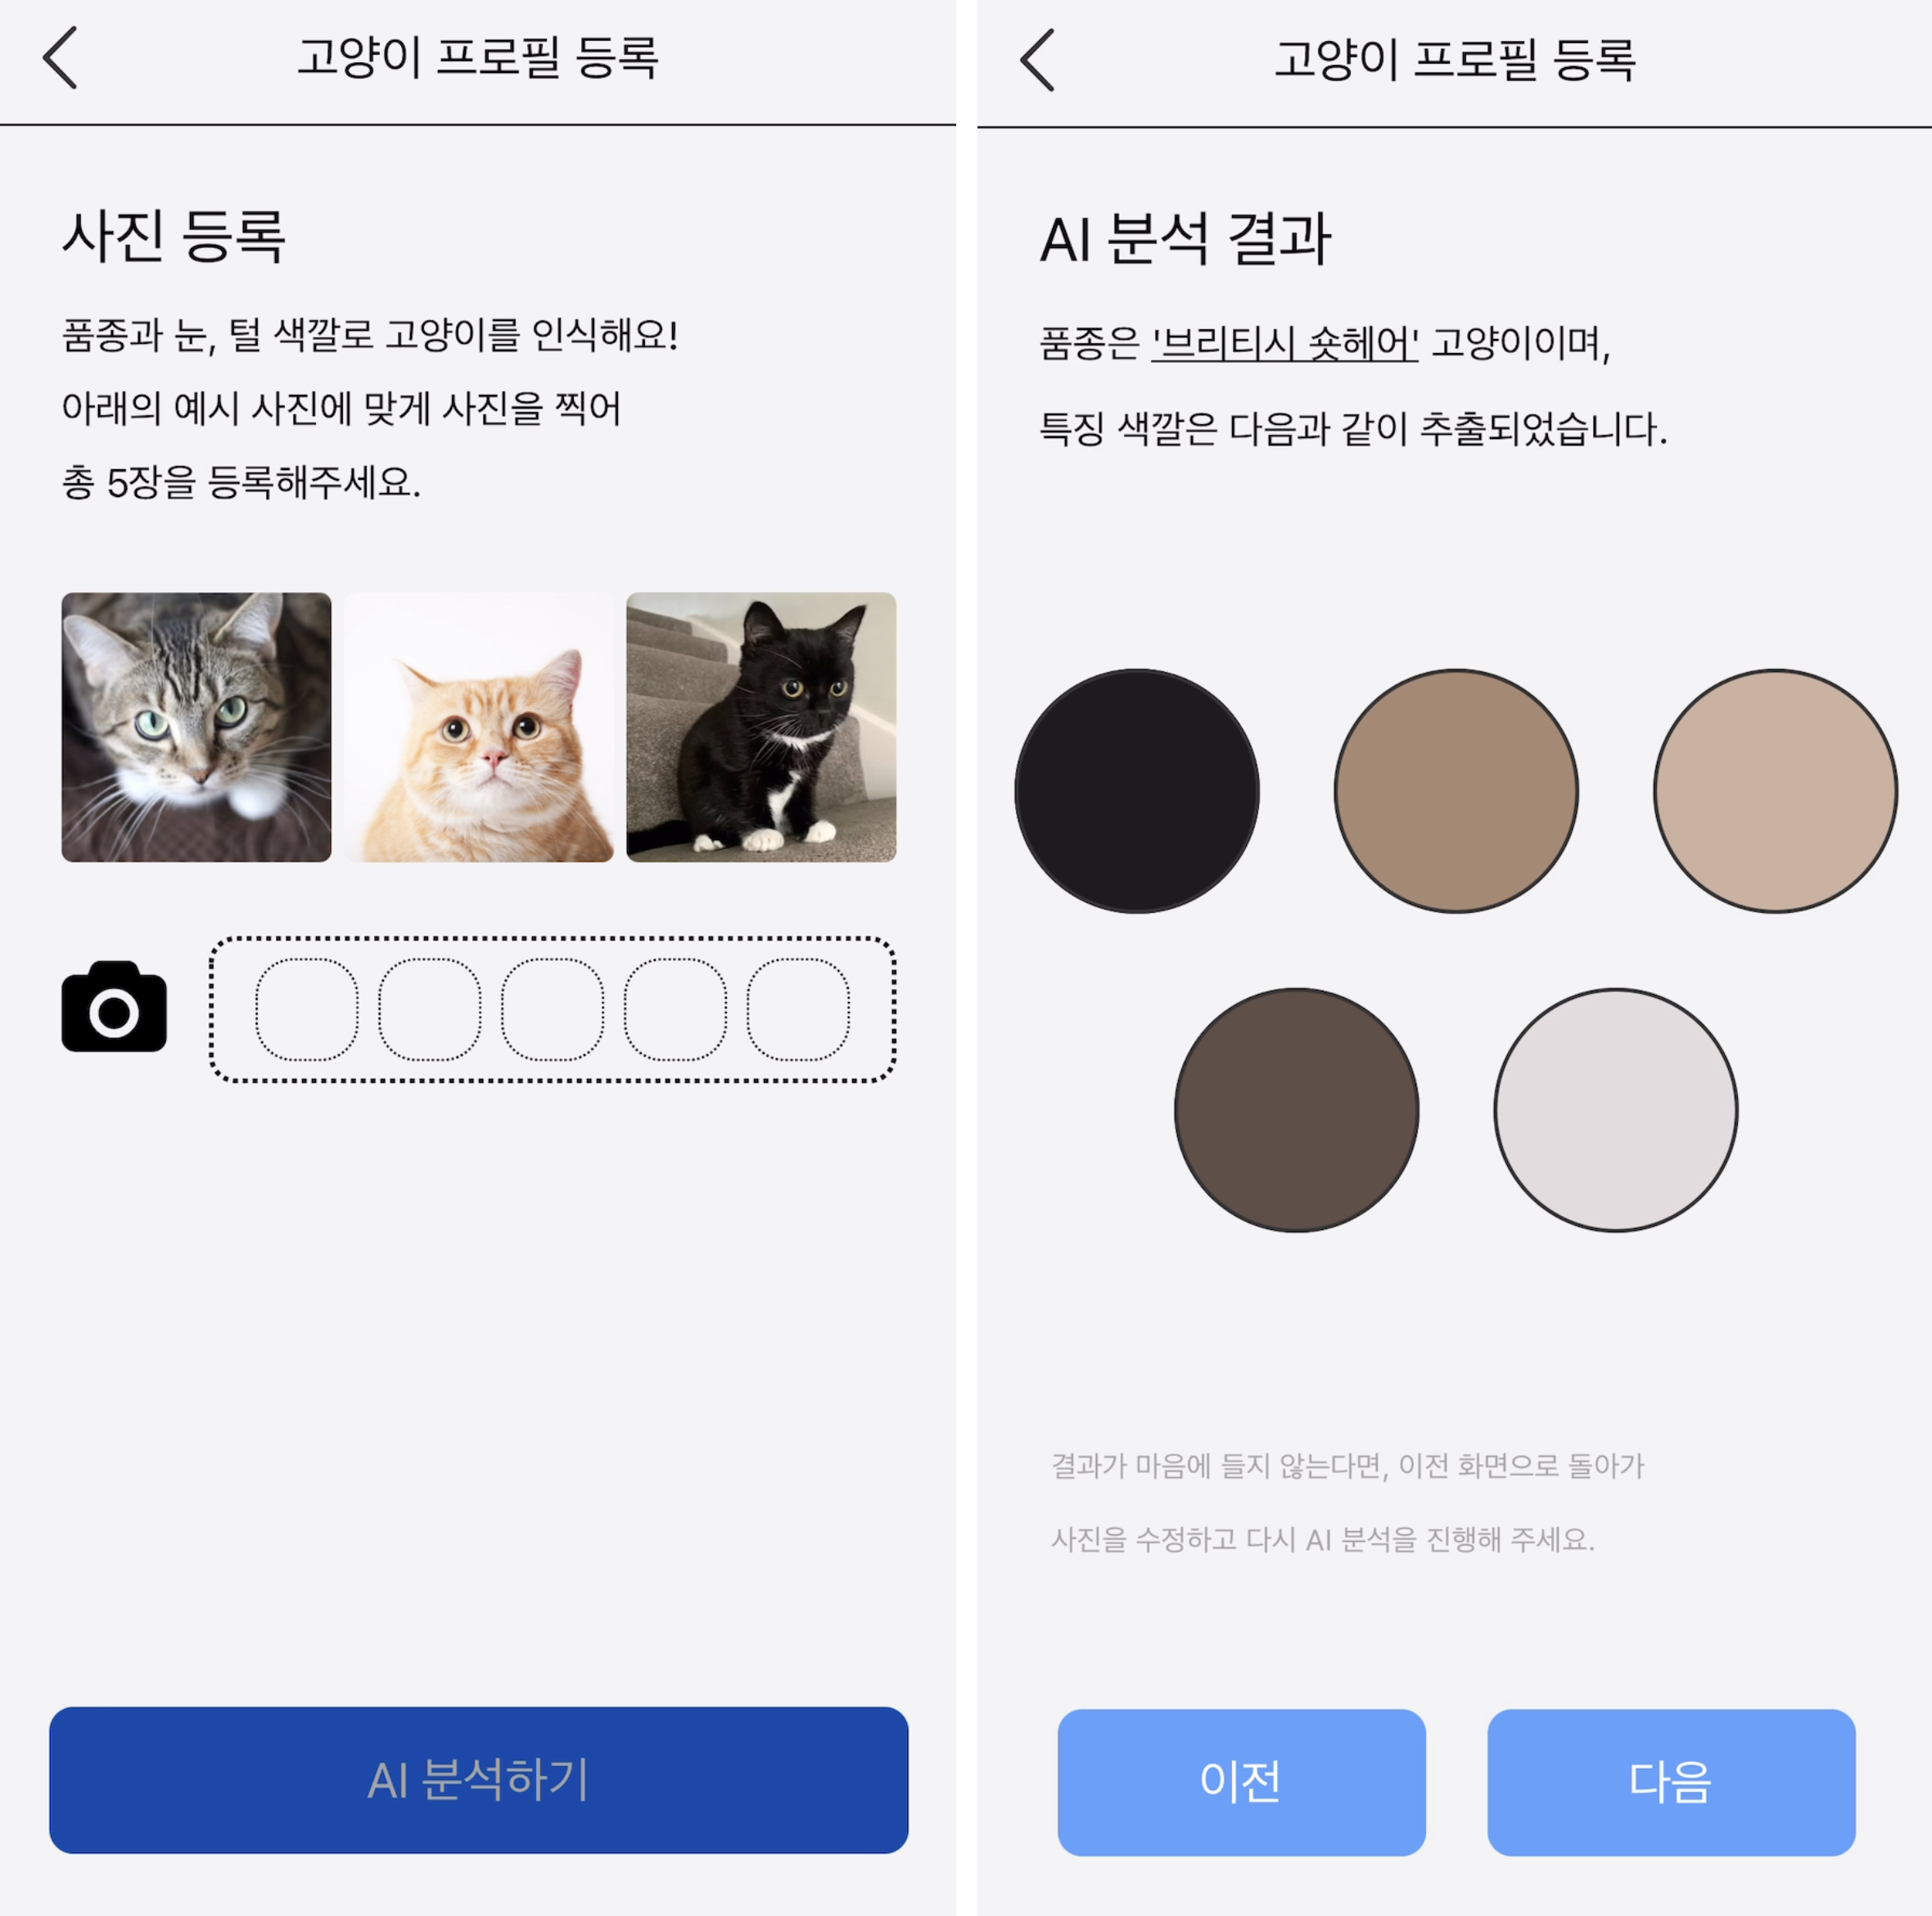 고양이 프로필 등록
사진 등록
품종과 눈, 털 색깔로 고양이를 인식해요!
아래의 예시 사진에 맞게 사진을 찍어
총 5장을 등록해주세요.
AI 분석하기
고양이 프로필 등록
AI 분석 결과
품종은 '브리티시 숏헤어' 고양이이며,
특징 색깔은 다음과 같이 추출되었습니다.
결과가 마음에 들지 않는다면, 이전 화면으로 돌아가
사진을 수정하고 다시 AI 분석을 진행해 주세요.
이전
다음